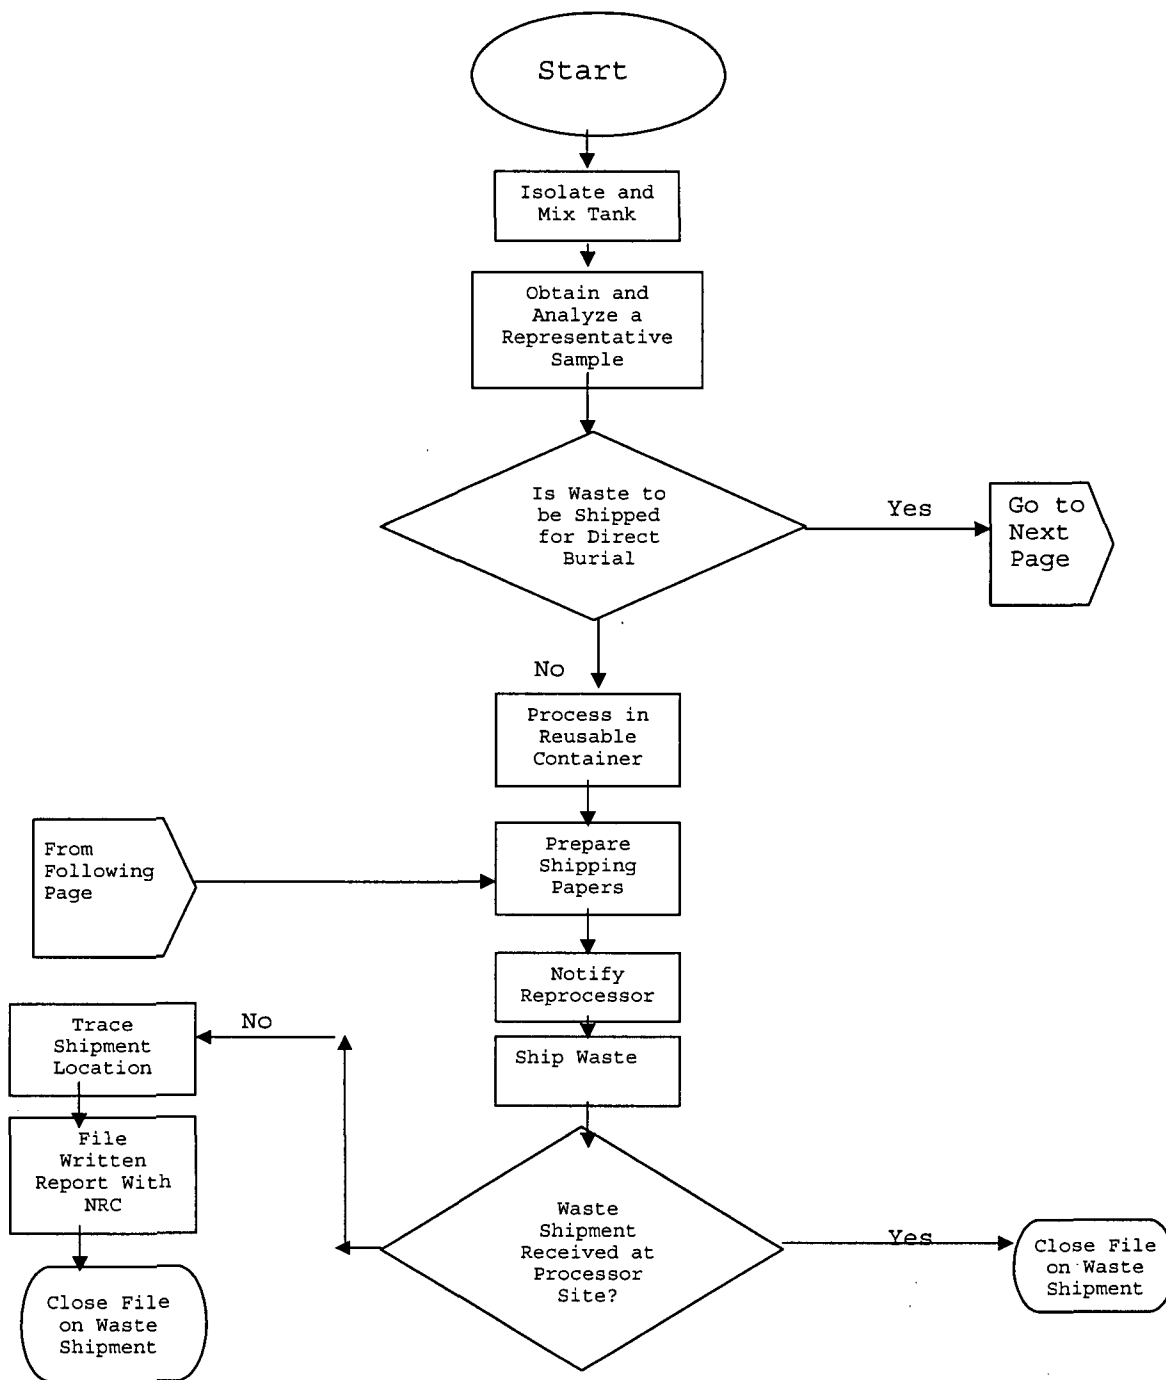 Start
Isolate and
Mix Tank
Obtain and
Analyze a
Representative
Sample
Is Waste to
be Shipped
for Direct
Burial
Yes
Go to
Next
Page
No
Process in
Reusable
Container
From
Following
Page
Prepare
Shipping
Papers
Notify
Reprocessor
Ship Waste
No
Trace
Shipment
Location
File
Written
Report With
NRC
Close File
on Waste
Shipment
Waste
Shipment
Received at
Processor
Site?
Yes
Close File
on Waste
Shipment